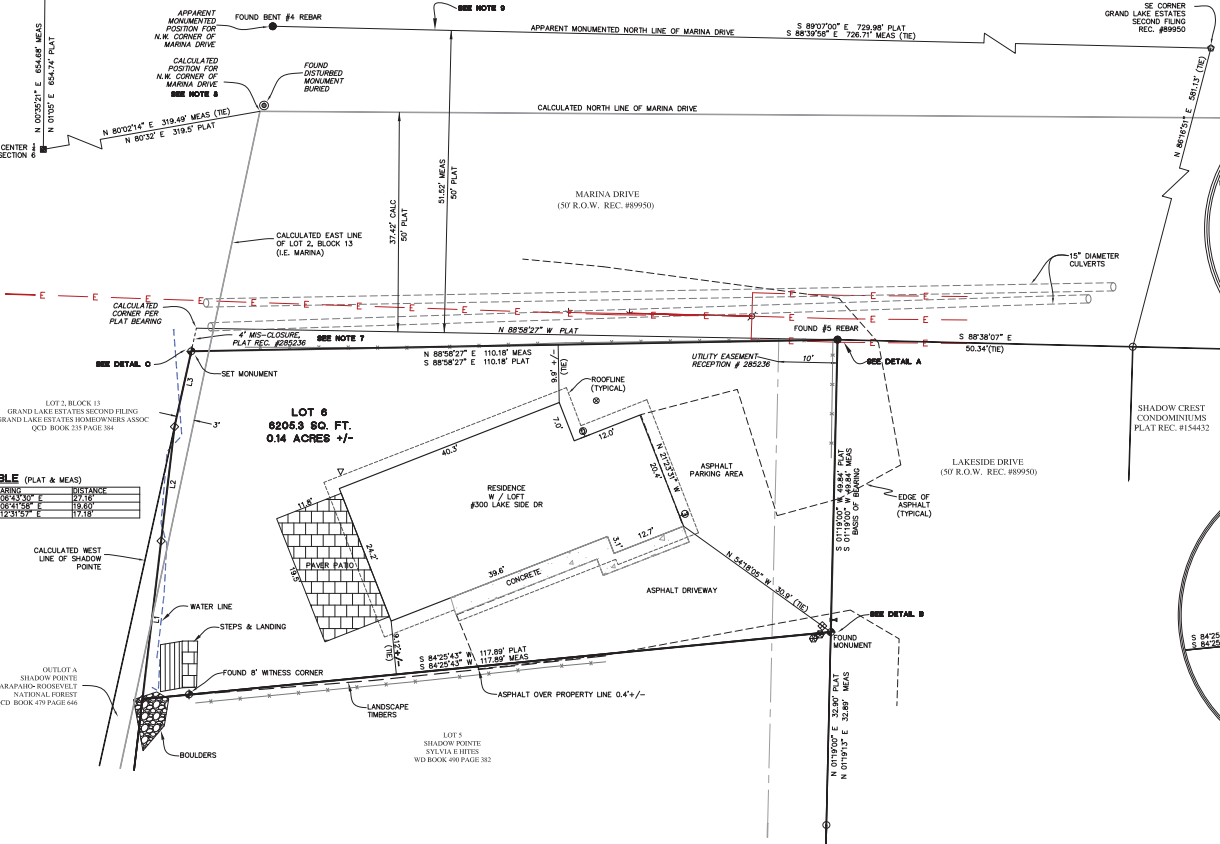 APPARENT
MONUMENTED
POSITION FOR
N.W. CORNER OF
MARINA DRIVE
FOUND BENT #4 REBAR
SEE NOTE 9
APPARENT MONUMENTED NORTH LINE OF MARINA DRIVE
S 89°07'00" E 729.98' PLAT
S 88°39'58" E 726.71' MEAS (TIE)
SE CORNER
GRAND LAKE ESTATES
SECOND FILING
REC. #89950
N 00°35'21" E 654.68' MEAS
N 01°05' E 654.74' PLAT
CALCULATED
POSITION FOR
N.W. CORNER OF
MARINA DRIVE
SEE NOTE 8
FOUND
DISTURBED
MONUMENT
BURIED
CALCULATED NORTH LINE OF MARINA DRIVE
N 80°02'14" E 319.49' MEAS (TIE)
N 80°32' E 319.5' PLAT
CENTER ¼
SECTION 6
N 86°16'51" E 581.13' (TIE)
51.52' MEAS
50' PLAT
37.42' CALC
50' PLAT
MARINA DRIVE
(50' R.O.W. REC. #89950)
CALCULATED EAST LINE
OF LOT 2, BLOCK 13
(I.E. MARINA)
15" DIAMETER
CULVERTS
E E E E E E E E E E E E
E E
E E E
CALCULATED
CORNER PER
PLAT BEARING
4' MIS-CLOSURE,
PLAT REC. #285236
SEE NOTE 7
N 88°58'27" W PLAT
FOUND #5 REBAR
S 88°38'07" E
50.34'(TIE)
SEE DETAIL C
N 88°58'27" E 110.18' MEAS
S 88°58'27" E 110.18' PLAT
9.6' +/-
(TIE)
UTILITY EASEMENT
RECEPTION # 285236
10'
SEE DETAIL A
SET MONUMENT
L3
ROOFLINE
(TYPICAL)
LOT 2, BLOCK 13
GRAND LAKE ESTATES SECOND FILING
GRAND LAKE ESTATES HOMEOWNERS ASSOC
QCD BOOK 235 PAGE 384
3'
LOT 6
6205.3 SQ. FT.
0.14 ACRES +/-
7.0'
12.0'
40.3'
N 21°23'31" W
20.4'
ASPHALT
PARKING AREA
SHADOW CREST
CONDOMINIUMS
PLAT REC. #154432
LAKESIDE DRIVE
(50' R.O.W. REC. #89950)
S 01°19'00" W 49.84' PLAT
S 01°19'00" W 49.84' MEAS
BASIS OF BEARING
BLE (PLAT & MEAS)
ARING DISTANCE
06°43'30" E 27.16'
06°41'58" E 19.60'
12°31'57" E 17.18'
L2
RESIDENCE
W / LOFT
#300 LAKE SIDE DR
11.8'
EDGE OF
ASPHALT
(TYPICAL)
CALCULATED WEST
LINE OF SHADOW
POINTE
24.2'
PAVER PATIO
19.5'
39.6'
3.1'
12.7'
CONCRETE
ASPHALT DRIVEWAY
N 54°18'05" W 30.9' (TIE)
WATER LINE
L1
STEPS & LANDING
SEE DETAIL B
FOUND
MONUMENT
9.12'+/-
(TIE)
S 84°25'43" W 117.89' PLAT
S 84°25'43" W 117.89' MEAS
S 84°25
S 84°25
OUTLOT A
SHADOW POINTE
ARAPAHO- ROOSEVELT
NATIONAL FOREST
QCD BOOK 479 PAGE 646
FOUND 8' WITNESS CORNER
ASPHALT OVER PROPERTY LINE 0.4'+/-
LANDSCAPE
TIMBERS
N 01°19'00" E 32.90' PLAT
N 01°19'13" E 32.89' MEAS
BOULDERS
LOT 5
SHADOW POINTE
SYLVIA E HITES
WD BOOK 490 PAGE 382